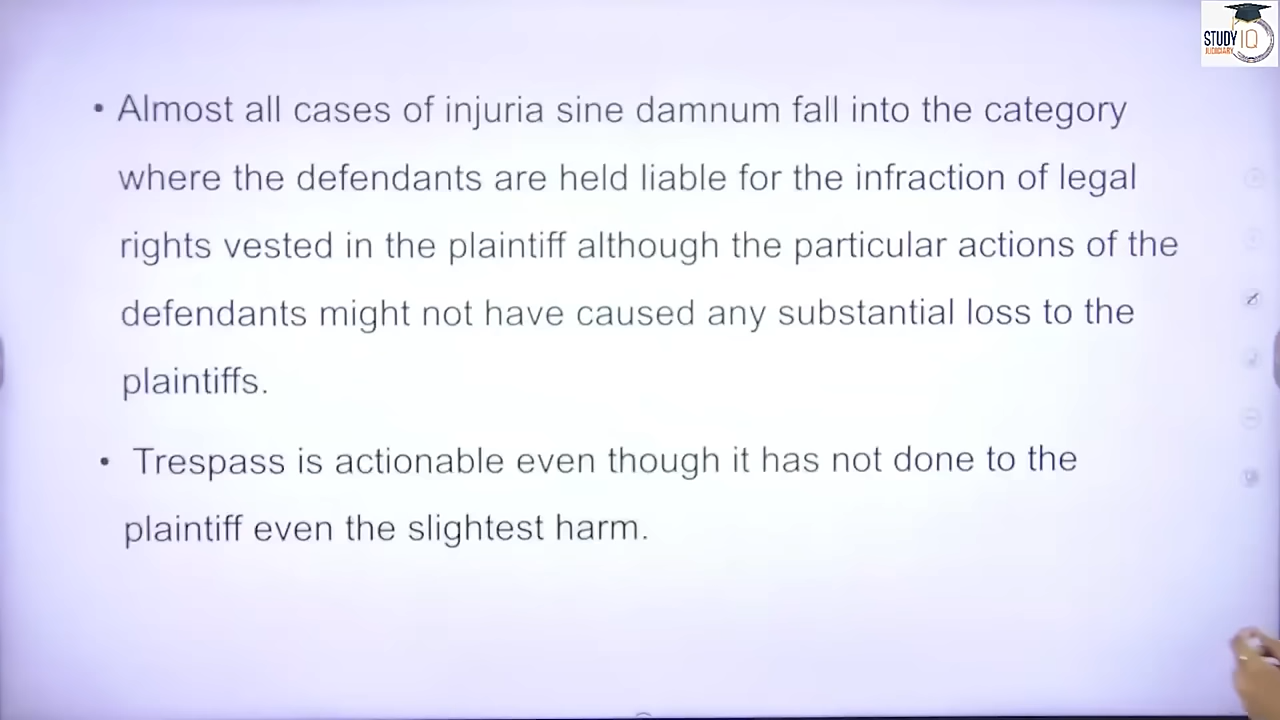 STUDY IQ
JUDICIARY
• Almost all cases of injuria sine damnum fall into the category
where the defendants are held liable for the infraction of legal
rights vested in the plaintiff although the particular actions of the
defendants might not have caused any substantial loss to the
plaintiffs.
• Trespass is actionable even though it has not done to the
plaintiff even the slightest harm.